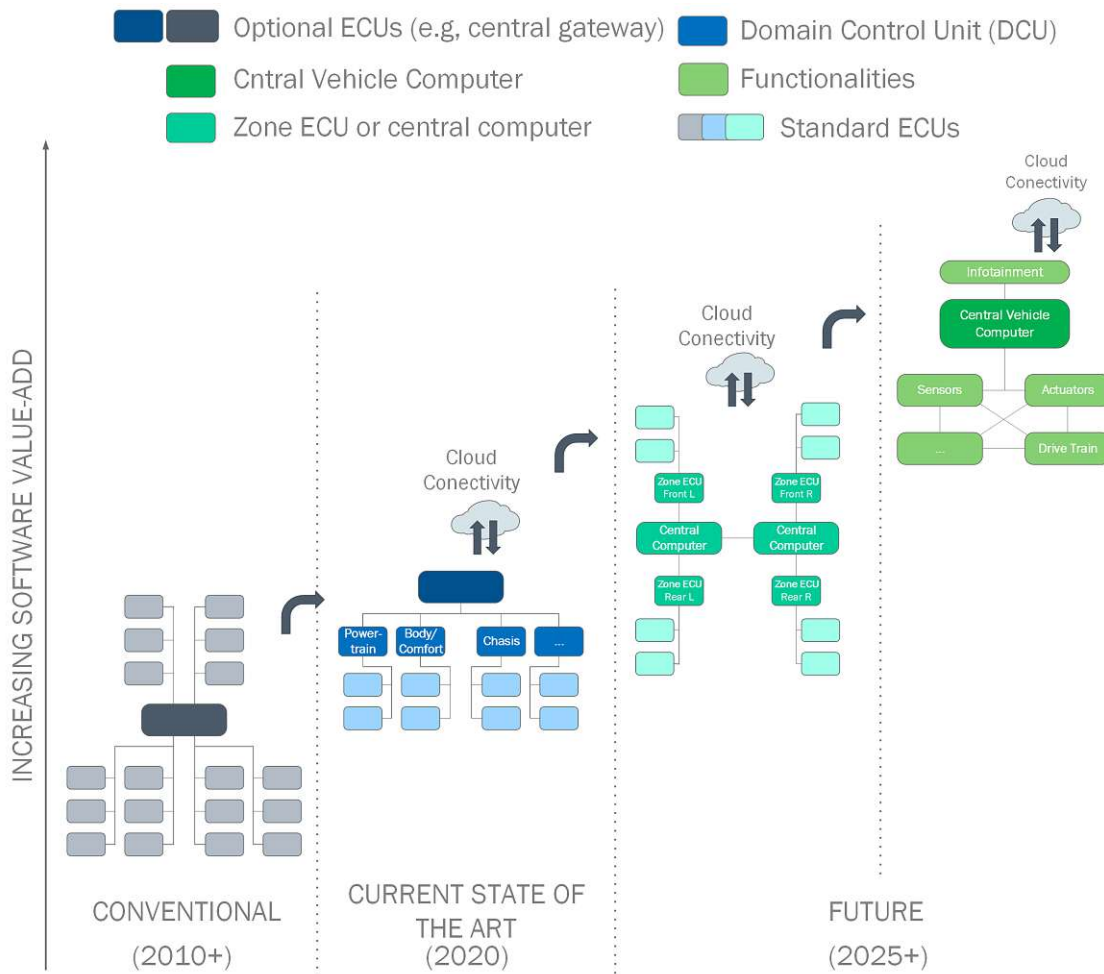 Optional ECUs (e.g, central gateway)
Domain Control Unit (DCU)
Cntral Vehicle Computer
Functionalities
Zone ECU or central computer
Standard ECUs
INCREASING SOFTWARE VALUE-ADD
Cloud
Conectivity
Infotainment
Central Vehicle
Computer
Sensors
Actuators
...
Drive Train
Cloud
Conectivity
Zone ECU
Front L
Zone ECU
Front R
Central
Computer
Central
Computer
Zone ECU
Rear L
Zone ECU
Rear R
Cloud
Conectivity
Power-
train
Body/
Comfort
Chasis
...
CONVENTIONAL
(2010+)
CURRENT STATE OF
THE ART
(2020)
FUTURE
(2025+)